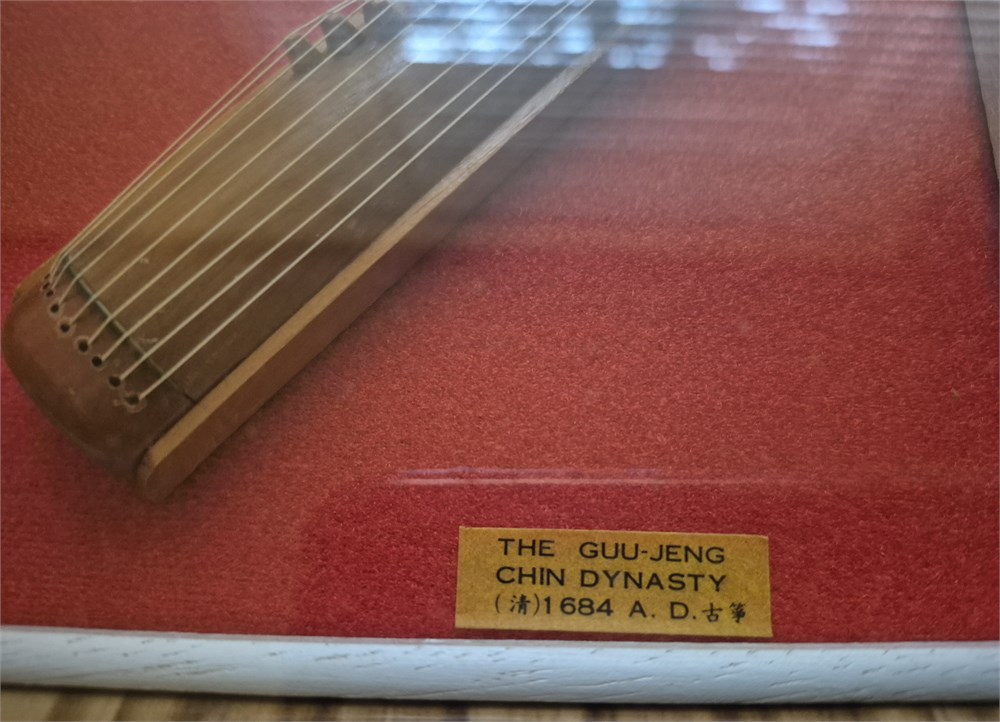 THE GUU-JENG
CHIN DYNASTY
(清)1684 A. D.古箏